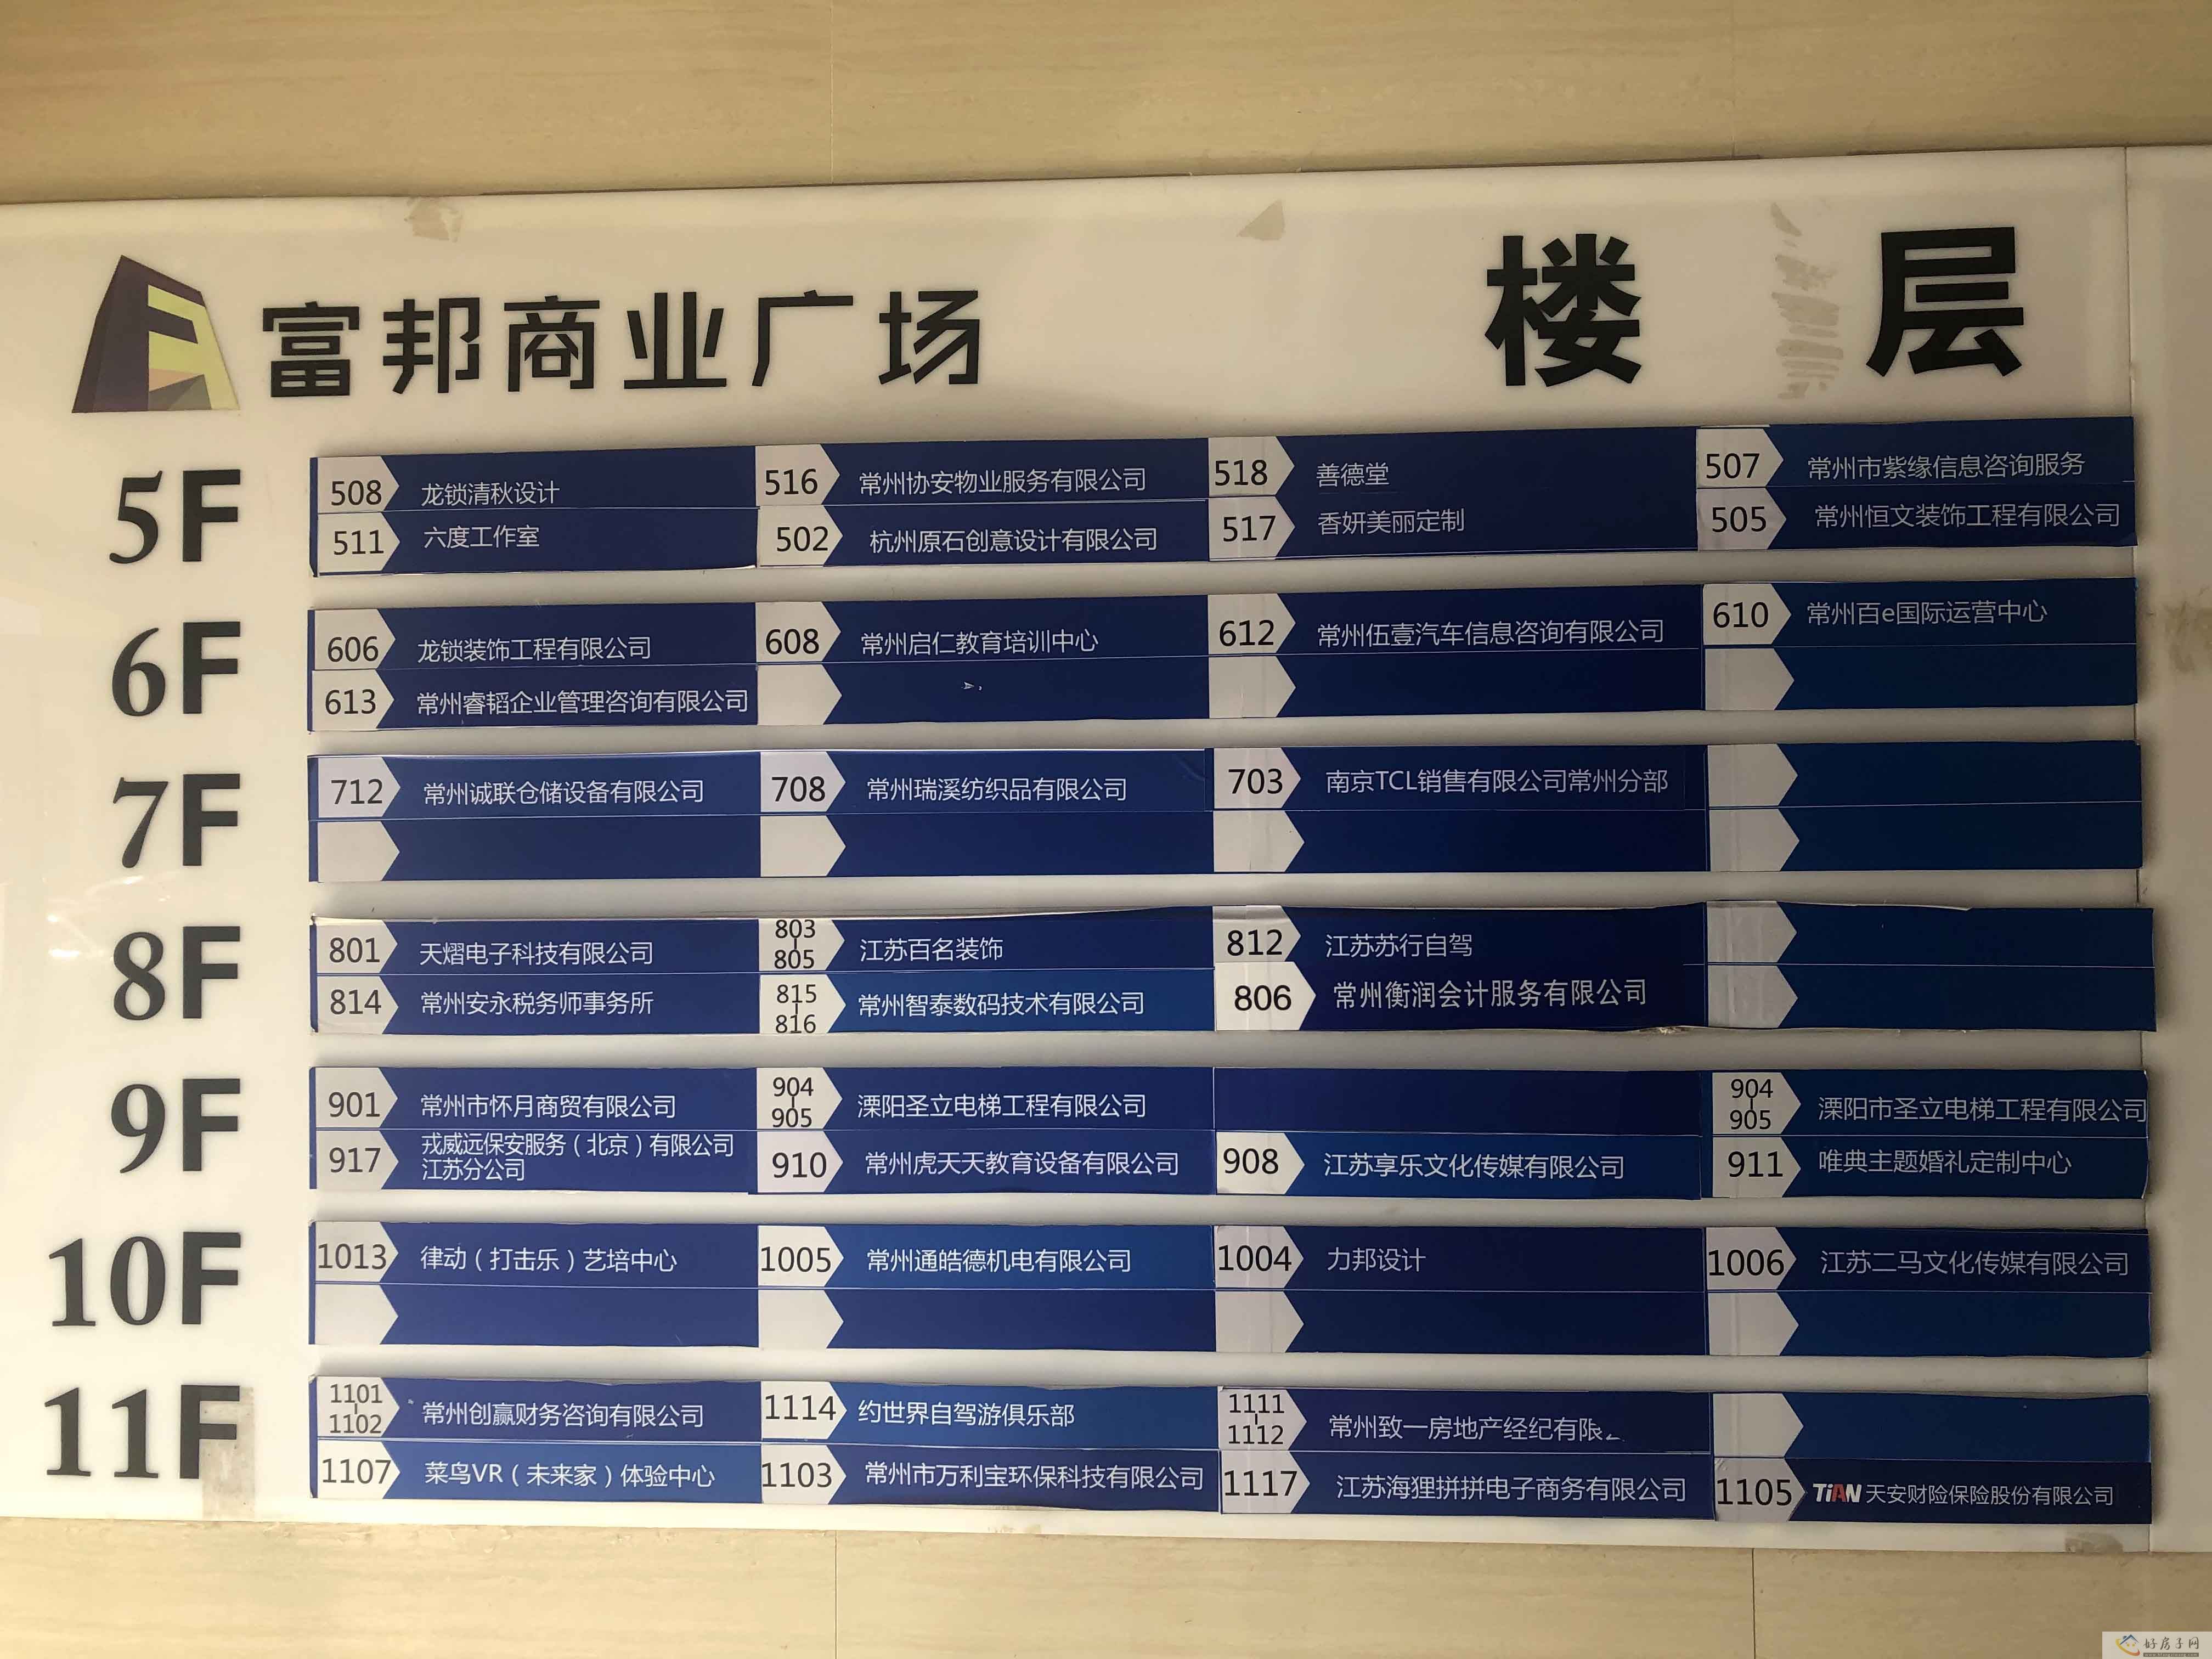 富邦商业广场 楼 层
5F
508 龙锁清秋设计 516 常州协安物业服务有限公司 518 善德堂 507 常州市紫缘信息咨询服务
511 六度工作室 502 杭州原石创意设计有限公司 517 香妍美丽定制 505 常州恒文装饰工程有限公司
6F
606 龙锁装饰工程有限公司 608 常州启仁教育培训中心 612 常州伍壹汽车信息咨询有限公司 610 常州百e国际运营中心
613 常州睿韬企业管理咨询有限公司
7F
712 常州诚联仓储设备有限公司 708 常州瑞溪纺织品有限公司 703 南京TCL销售有限公司常州分部
8F
801 天熠电子科技有限公司 803-805 江苏百名装饰 812 江苏苏行自驾
814 常州安永税务师事务所 815-816 常州智泰数码技术有限公司 806 常州衡润会计服务有限公司
9F
901 常州市怀月商贸有限公司 904-905 溧阳圣立电梯工程有限公司 904-905 溧阳市圣立电梯工程有限公司
917 戎威远保安服务（北京）有限公司江苏分公司 910 常州虎天天教育设备有限公司 908 江苏享乐文化传媒有限公司 911 唯典主题婚礼定制中心
10F
1013 律动（打击乐）艺培中心 1005 常州通皓德机电有限公司 1004 力邦设计 1006 江苏二马文化传媒有限公司
11F
1101-1102 常州创赢财务咨询有限公司 1114 约世界自驾游俱乐部 1111-1112 常州致一房地产经纪有限
1107 菜鸟VR（未来家）体验中心 1103 常州市万利宝环保科技有限公司 1117 江苏海狸拼拼电子商务有限公司 1105 TiAN 天安财险保险股份有限公司
好房子网